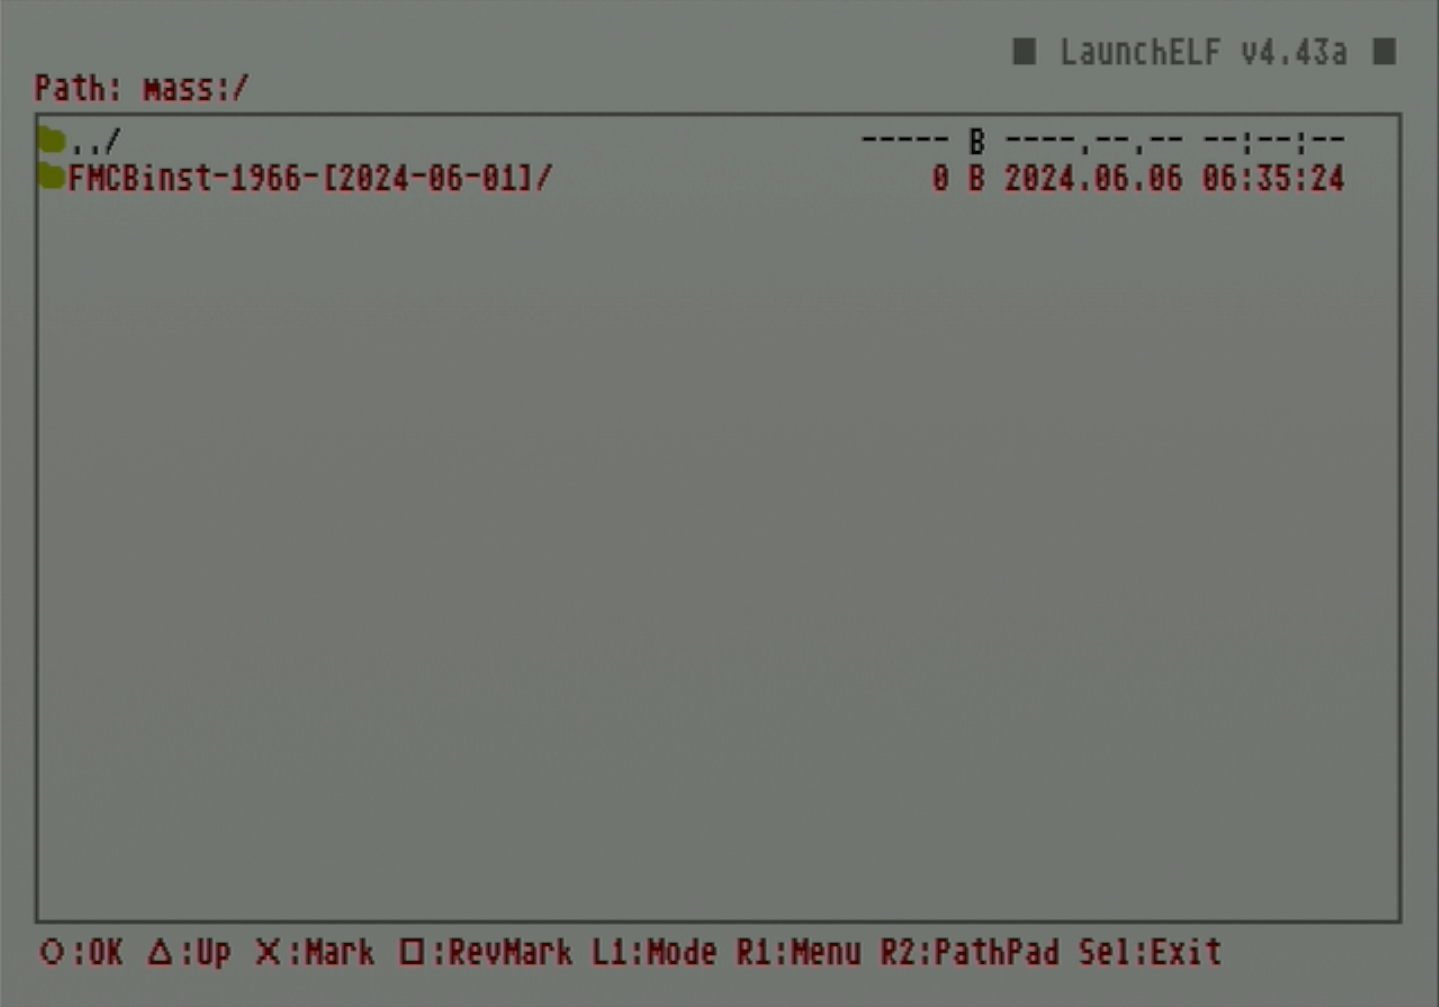 ■ LaunchELF v4.43a ■
Path: mass:/
../ ----- B ----.--.-- --:--:--
FMCBinst-1966-[2024-06-01]/ 0 B 2024.06.06 06:35:24
○:OK △:Up X:Mark □:RevMark L1:Mode R1:Menu R2:PathPad Sel:Exit